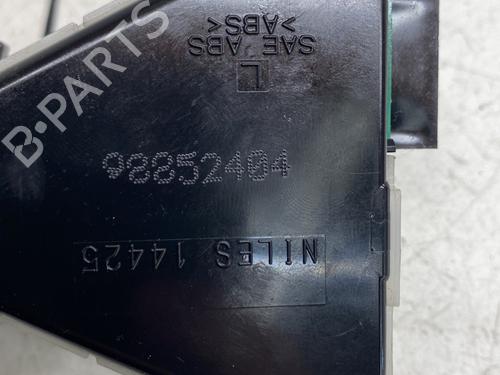 SAE ABS
>ABS<
L
98852404
NILES 14425
B-PARTS